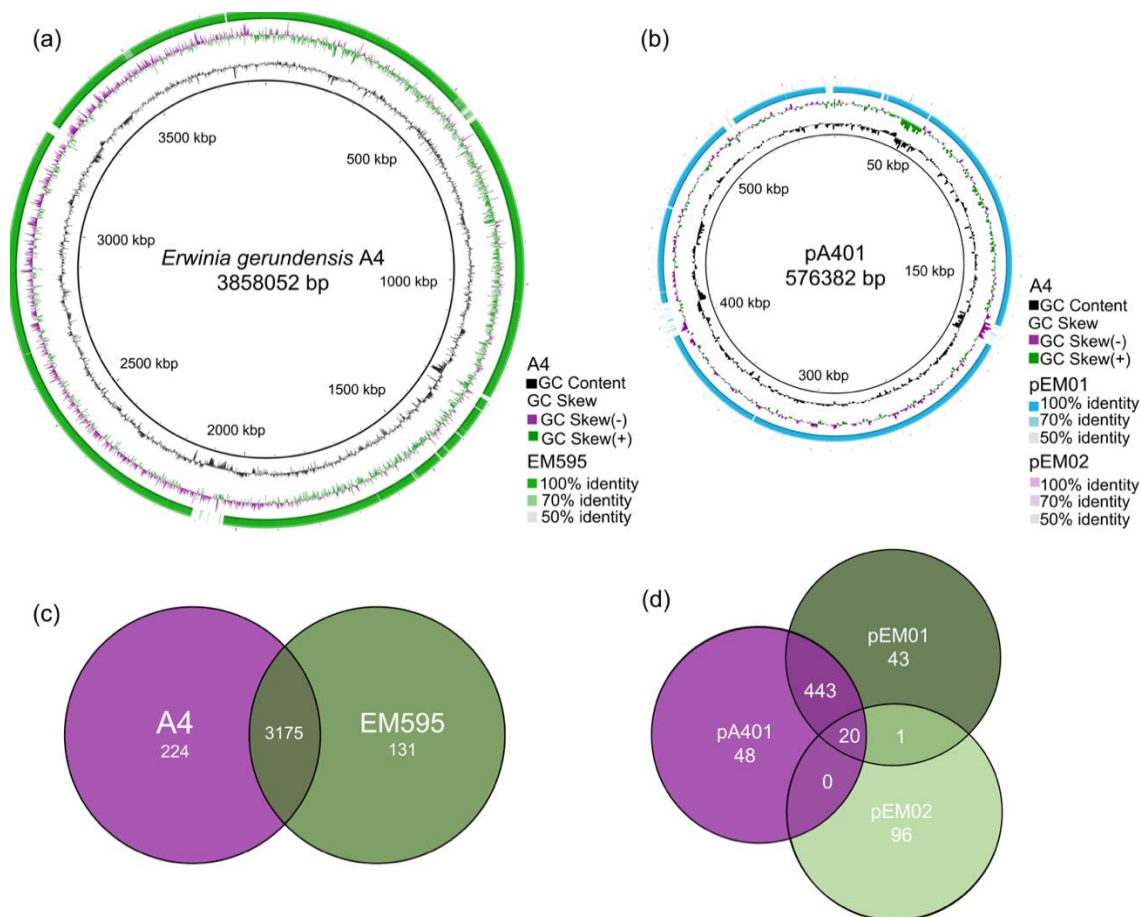 (a)
3500 kbp
500 kbp
3000 kbp
Erwinia gerundensis A4
3858052 bp
1000 kbp
2500 kbp
1500 kbp
2000 kbp
A4
GC Content
GC Skew
GC Skew(-)
GC Skew(+)
EM595
100% identity
70% identity
50% identity
(b)
50 kbp
500 kbp
pA401
576382 bp
150 kbp
400 kbp
300 kbp
A4
GC Content
GC Skew
GC Skew(-)
GC Skew(+)
pEM01
100% identity
70% identity
50% identity
pEM02
100% identity
70% identity
50% identity
(c)
A4
224
3175
EM595
131
(d)
pEM01
43
443
pA401
48
20
1
0
pEM02
96